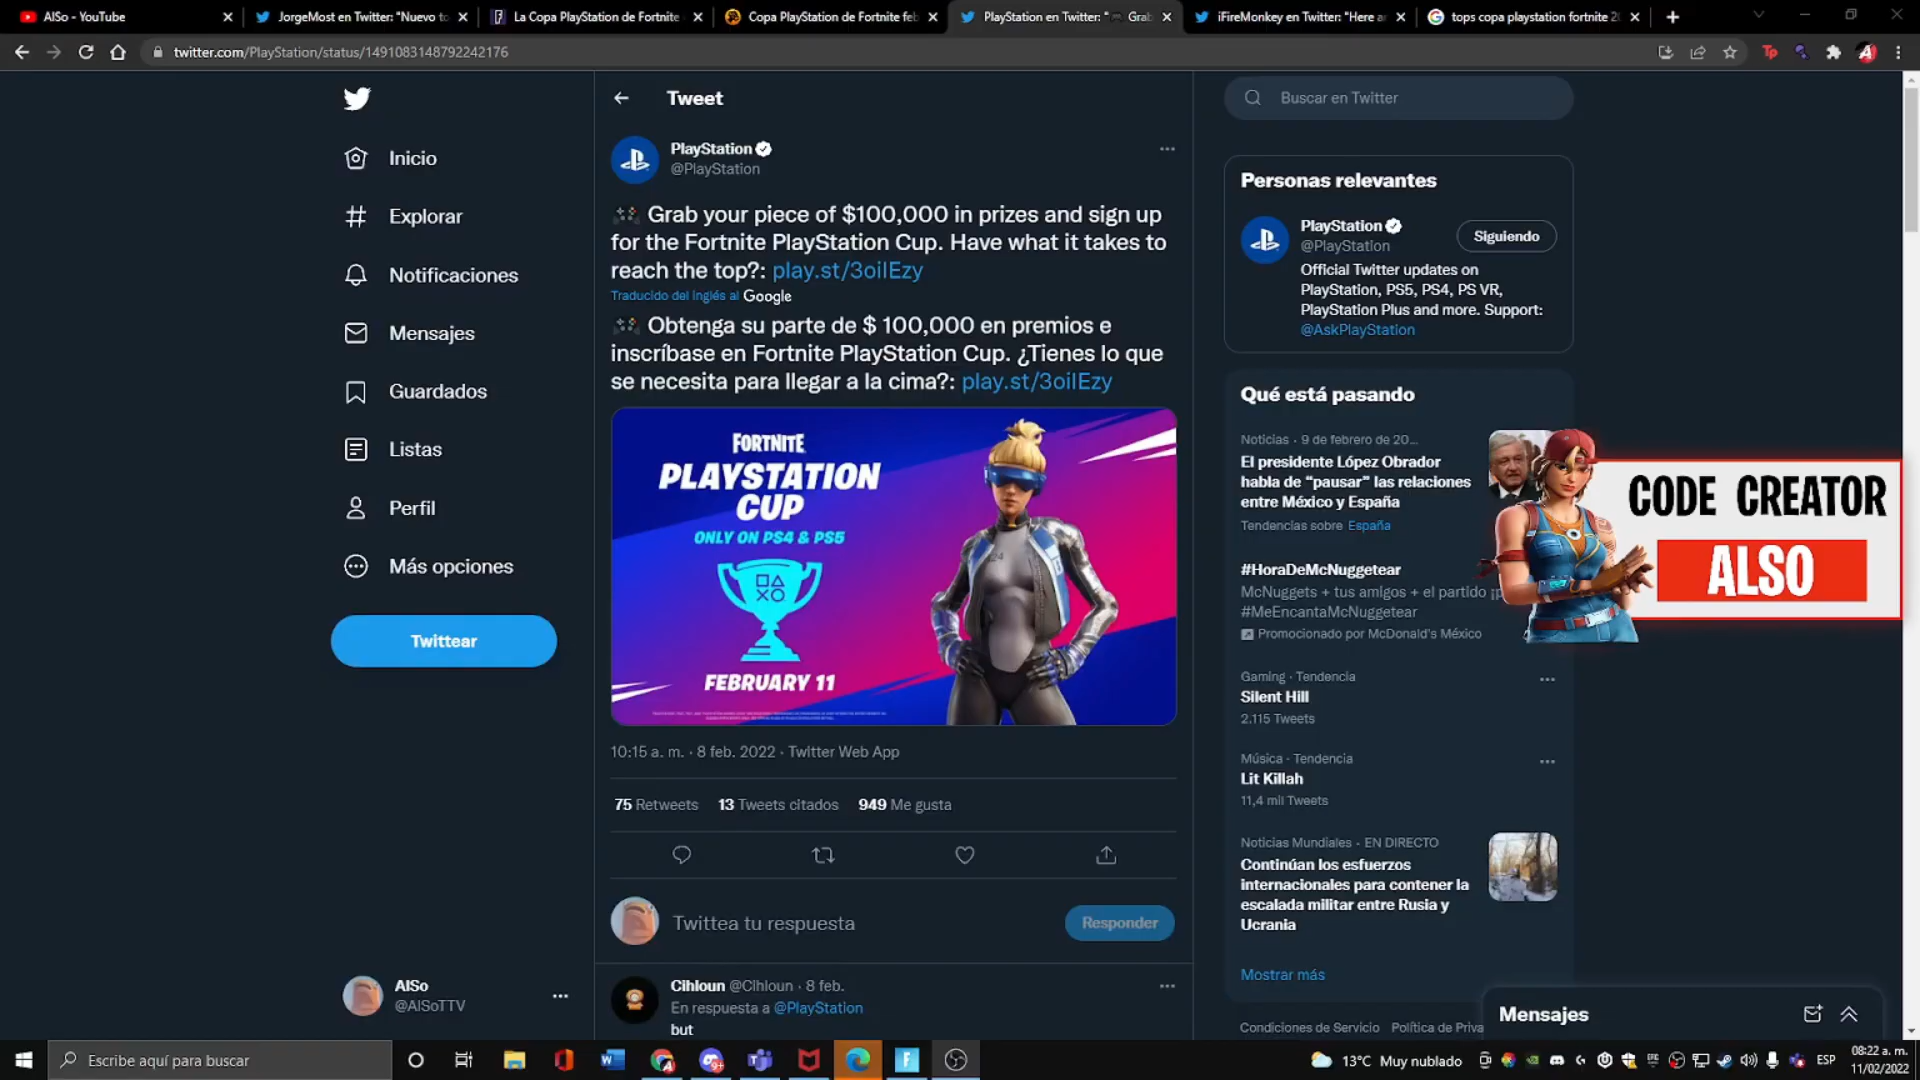 AlSo - YouTube
JorgeMost en Twitter: "Nuevo to
La Copa PlayStation de Fortnite
Copa PlayStation de Fortnite feb
PlayStation en Twitter: "🎮 Grab
iFireMonkey en Twitter: "Here ar
tops copa playstation fortnite 2
twitter.com/PlayStation/status/1491083148792242176
Tweet
Buscar en Twitter
Inicio
Explorar
Notificaciones
Mensajes
Guardados
Listas
Perfil
Más opciones
Twittear
AlSo
@AlSoTTV
PlayStation
@PlayStation
🎮 Grab your piece of $100,000 in prizes and sign up
for the Fortnite PlayStation Cup. Have what it takes to
reach the top?: play.st/3oiIEzy
Traducido del inglés al Google
🎮 Obtenga su parte de $ 100,000 en premios e
inscríbase en Fortnite PlayStation Cup. ¿Tienes lo que
se necesita para llegar a la cima?: play.st/3oiIEzy
FORTNITE
PLAYSTATION
CUP
ONLY ON PS4 & PS5
FEBRUARY 11
10:15 a. m. · 8 feb. 2022 · Twitter Web App
75 Retweets 13 Tweets citados 949 Me gusta
Twittea tu respuesta
Responder
Cihloun @Clhloun · 8 feb.
En respuesta a @PlayStation
but
Personas relevantes
PlayStation
@PlayStation
Siguiendo
Official Twitter updates on
PlayStation, PS5, PS4, PS VR,
PlayStation Plus and more. Support:
@AskPlayStation
Qué está pasando
Noticias · 9 de febrero de 20...
El presidente López Obrador
habla de “pausar” las relaciones
entre México y España
Tendencias sobre España
#HoraDeMcNuggetear
McNuggets + tus amigos + el partido ¡p
#MeEncantaMcNuggetear
Promocionado por McDonald's México
Gaming · Tendencia
Silent Hill
2.115 Tweets
Música · Tendencia
Lit Killah
11,4 mil Tweets
Noticias Mundiales · EN DIRECTO
Continúan los esfuerzos
internacionales para contener la
escalada militar entre Rusia y
Ucrania
Mostrar más
Condiciones de Servicio Política de Priva
Mensajes
CODE CREATOR
ALSO
Escribe aquí para buscar
13°C Muy nublado
ESP
08:22 a. m.
11/02/2022